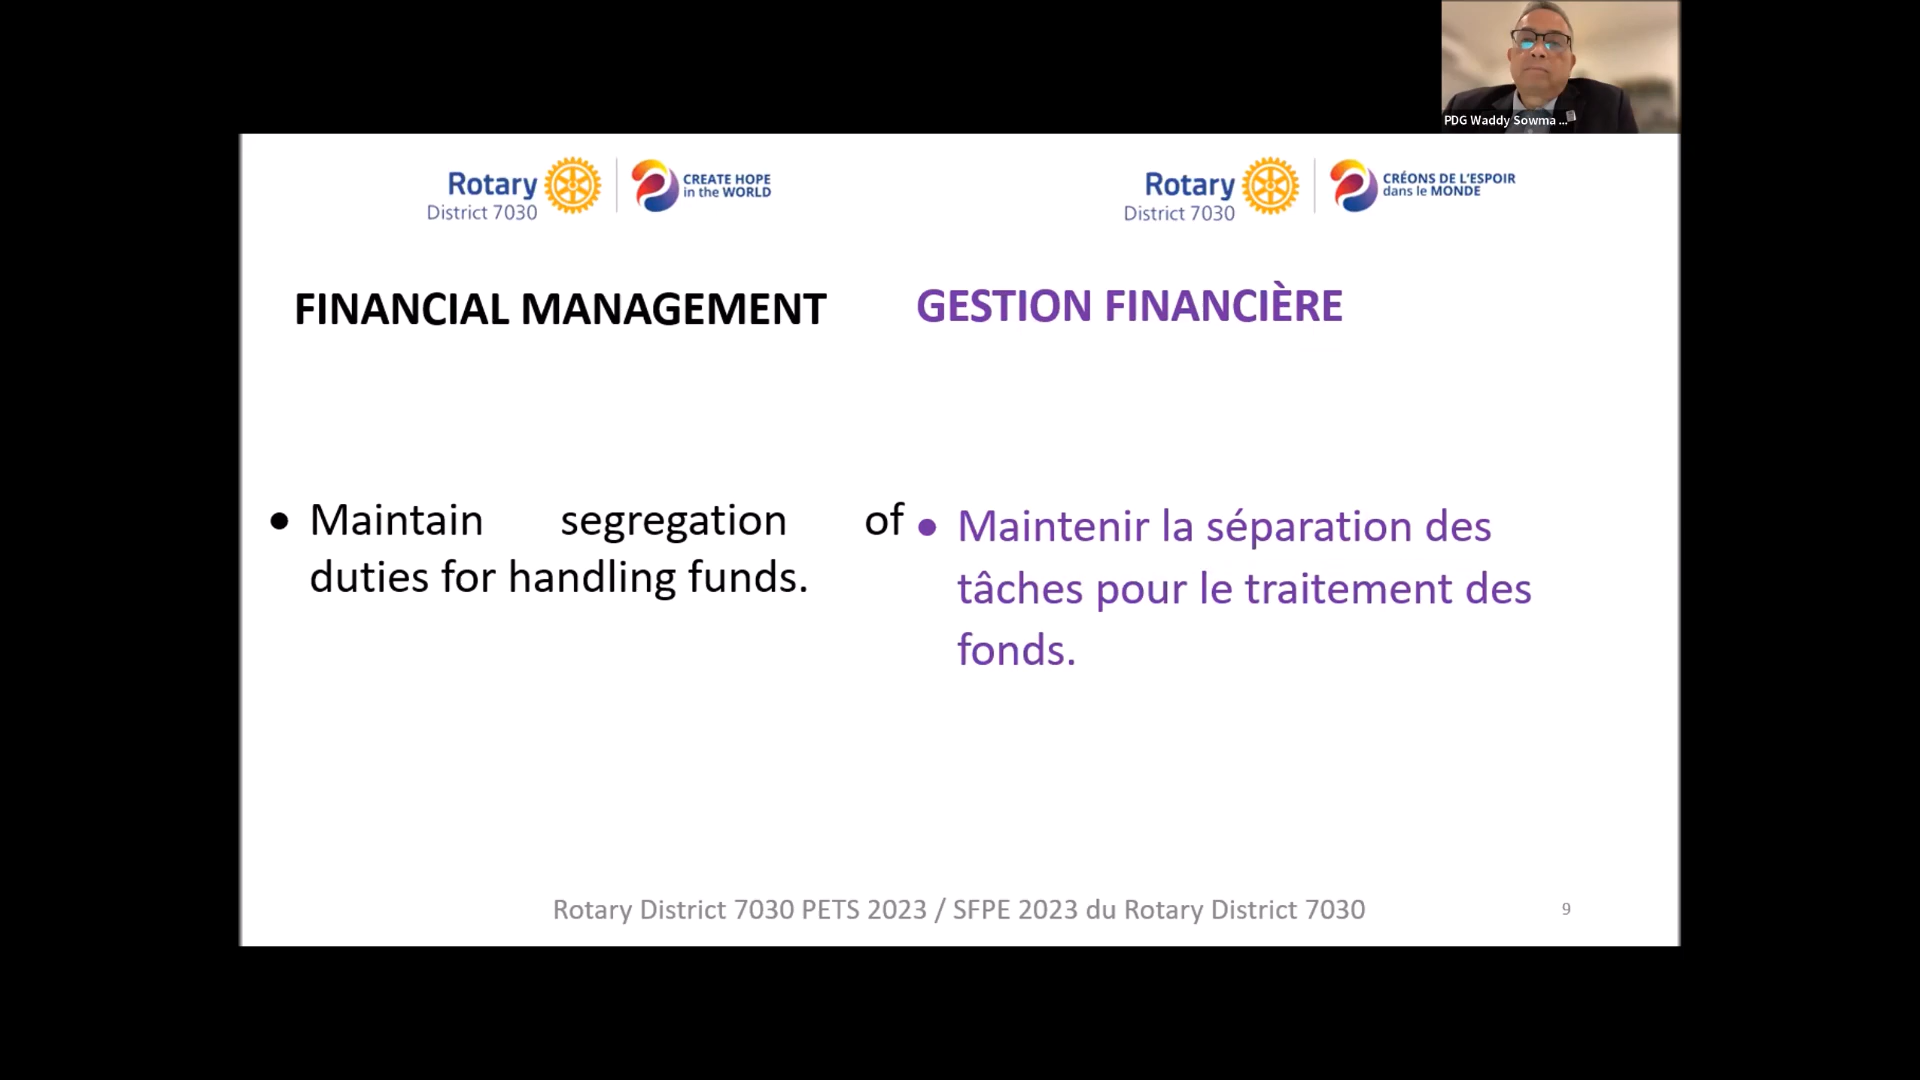 PDG Waddy Sowma ...
Rotary
District 7030
CREATE HOPE
in the WORLD
Rotary
District 7030
CRÉONS DE L'ESPOIR
dans le MONDE
FINANCIAL MANAGEMENT
• Maintain segregation of
duties for handling funds.
GESTION FINANCIÈRE
• Maintenir la séparation des
tâches pour le traitement des
fonds.
Rotary District 7030 PETS 2023 / SFPE 2023 du Rotary District 7030
9